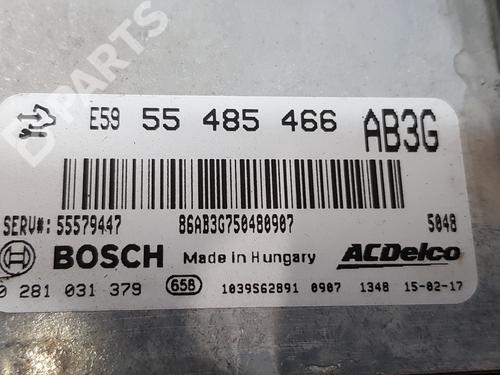 E59 55 485 466 AB3G
SERV#: 55579447 86AB3G750480907 5048
BOSCH Made in Hungary ACDelco
0 281 031 379 658 1039S62891 0907 1348 15-02-17